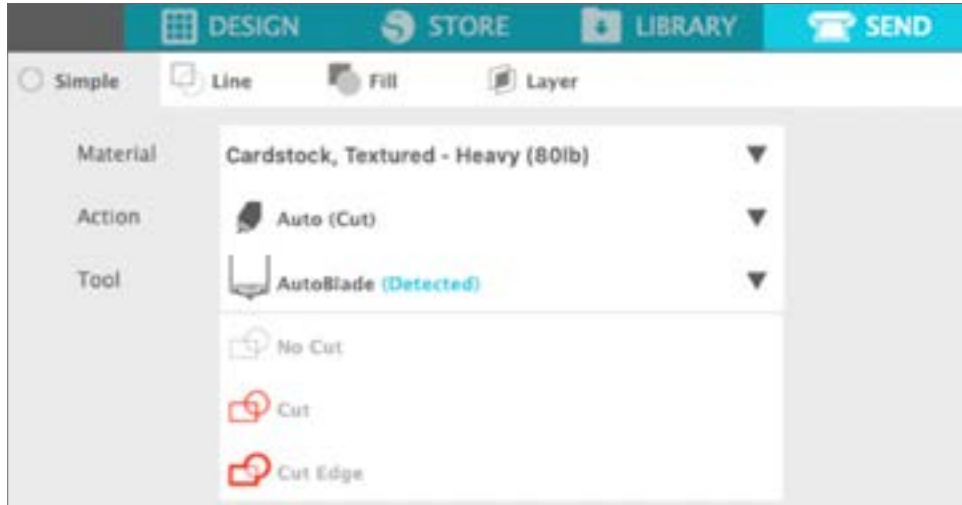 DESIGN STORE LIBRARY SEND
Simple Line Fill Layer
Material Cardstock, Textured - Heavy (80lb)
Action Auto (Cut)
Tool AutoBlade (Detected)
No Cut
Cut
Cut Edge